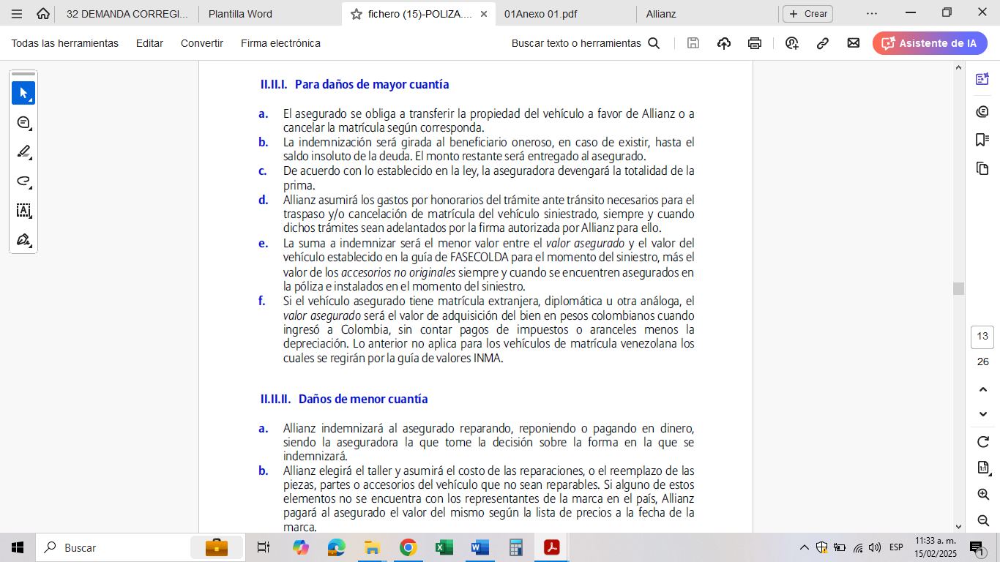 32 DEMANDA CORREGI...
Plantilla Word
fichero (15)-POLIZA....
01Anexo 01.pdf
Allianz
Crear
Todas las herramientas
Editar
Convertir
Firma electrónica
Buscar texto o herramientas
Asistente de IA
II.II.I. Para daños de mayor cuantía
a. El asegurado se obliga a transferir la propiedad del vehículo a favor de Allianz o a
cancelar la matrícula según corresponda.
b. La indemnización será girada al beneficiario oneroso, en caso de existir, hasta el
saldo insoluto de la deuda. El monto restante será entregado al asegurado.
c. De acuerdo con lo establecido en la ley, la aseguradora devengará la totalidad de la
prima.
d. Allianz asumirá los gastos por honorarios del trámite ante tránsito necesarios para el
traspaso y/o cancelación de matrícula del vehículo siniestrado, siempre y cuando
dichos trámites sean adelantados por la firma autorizada por Allianz para ello.
e. La suma a indemnizar será el menor valor entre el valor asegurado y el valor del
vehículo establecido en la guía de FASECOLDA para el momento del siniestro, más el
valor de los accesorios no originales siempre y cuando se encuentren asegurados en
la póliza e instalados en el momento del siniestro.
f. Si el vehículo asegurado tiene matrícula extranjera, diplomática u otra análoga, el
valor asegurado será el valor de adquisición del bien en pesos colombianos cuando
ingresó a Colombia, sin contar pagos de impuestos o aranceles menos la
depreciación. Lo anterior no aplica para los vehículos de matrícula venezolana los
cuales se regirán por la guía de valores INMA.
II.II.II. Daños de menor cuantía
a. Allianz indemnizará al asegurado reparando, reponiendo o pagando en dinero,
siendo la aseguradora la que tome la decisión sobre la forma en la que se
indemnizará.
b. Allianz elegirá el taller y asumirá el costo de las reparaciones, o el reemplazo de las
piezas, partes o accesorios del vehículo que no sean reparables. Si alguno de estos
elementos no se encuentra con los representantes de la marca en el país, Allianz
pagará al asegurado el valor del mismo según la lista de precios a la fecha de la
marca.
13
26
1:1
Buscar
ESP
11:33 a. m.
15/02/2025
1